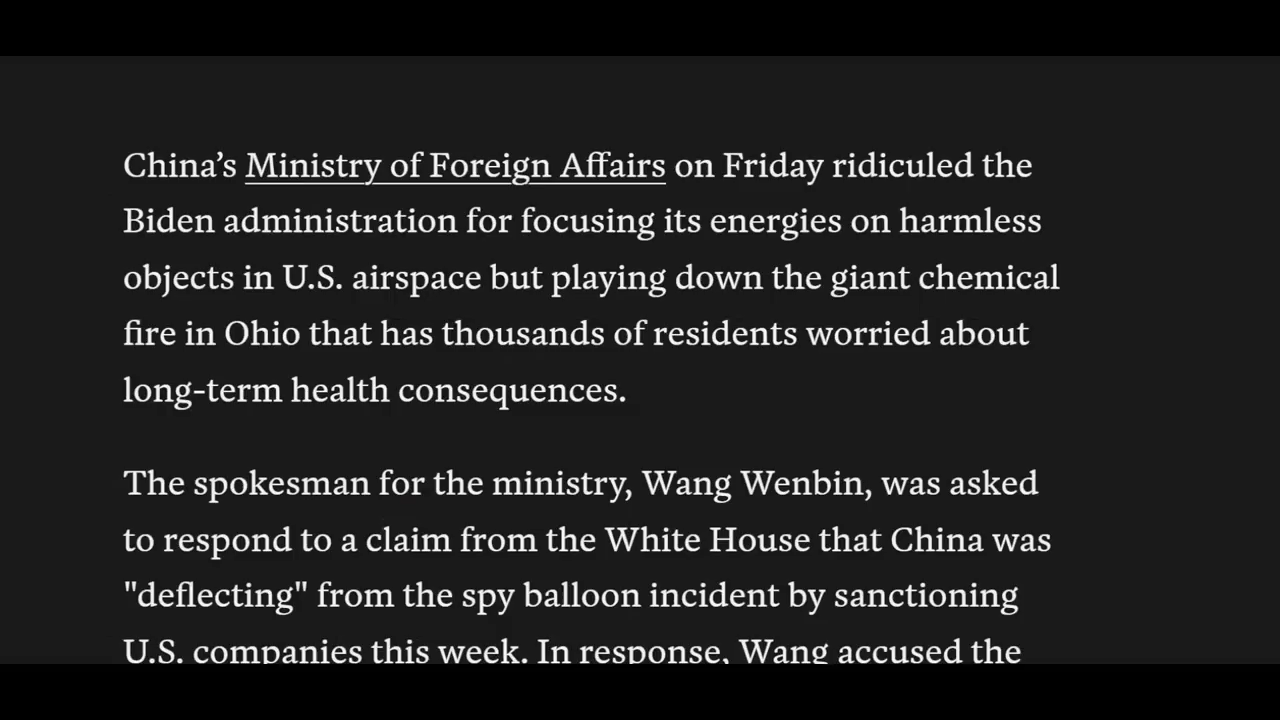 China’s Ministry of Foreign Affairs on Friday ridiculed the
Biden administration for focusing its energies on harmless
objects in U.S. airspace but playing down the giant chemical
fire in Ohio that has thousands of residents worried about
long-term health consequences.
The spokesman for the ministry, Wang Wenbin, was asked
to respond to a claim from the White House that China was
"deflecting" from the spy balloon incident by sanctioning
U.S. companies this week. In response, Wang accused the